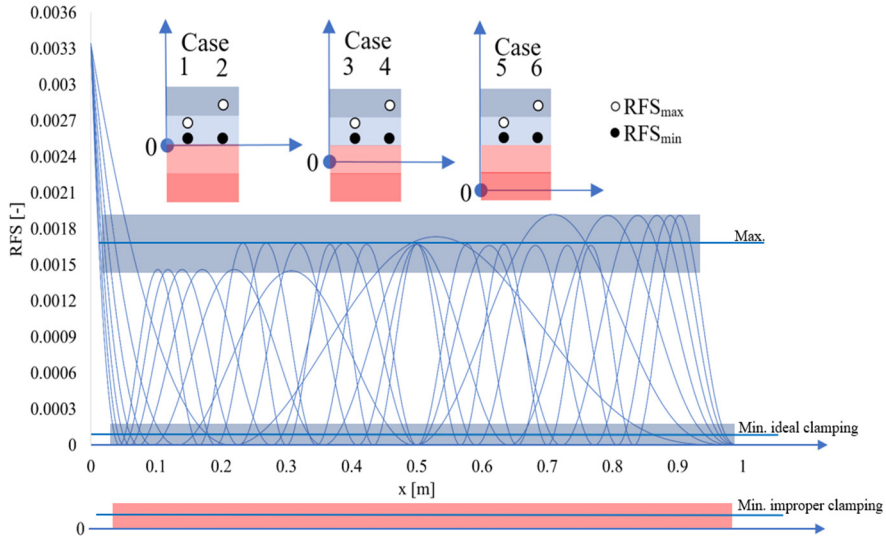 0.0036
0.0033
0.003
0.0027
0.0024
0.0021
0.0018
0.0015
0.0012
0.0009
0.0006
0.0003
0
RFS [-]
Case
1 2
0
Case
3 4
0
Case
5 6
0
RFSmax
RFSmin
Max.
Min. ideal clamping
0 0.1 0.2 0.3 0.4 0.5 0.6 0.7 0.8 0.9 1
x [m]
Min. improper clamping
0